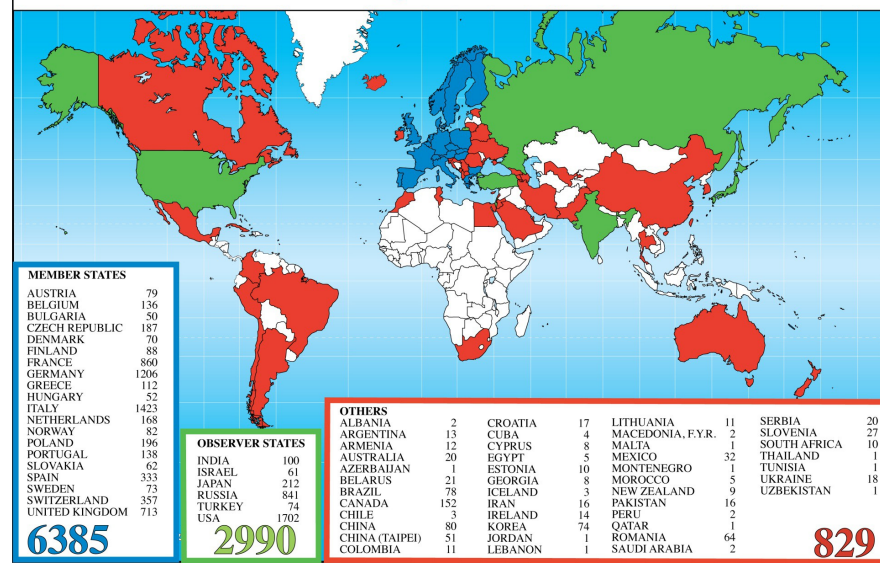 MEMBER STATES
AUSTRIA 79
BELGIUM 136
BULGARIA 50
CZECH REPUBLIC 187
DENMARK 70
FINLAND 88
FRANCE 860
GERMANY 1206
GREECE 112
HUNGARY 52
ITALY 1423
NETHERLANDS 168
NORWAY 82
POLAND 196
PORTUGAL 138
SLOVAKIA 62
SPAIN 333
SWEDEN 73
SWITZERLAND 357
UNITED KINGDOM 713
6385
OBSERVER STATES
INDIA 100
ISRAEL 61
JAPAN 212
RUSSIA 841
TURKEY 74
USA 1702
2990
OTHERS
ALBANIA 2
ARGENTINA 13
ARMENIA 12
AUSTRALIA 20
AZERBAIJAN 1
BELARUS 21
BRAZIL 78
CANADA 152
CHILE 3
CHINA 80
CHINA (TAIPEI) 51
COLOMBIA 11
CROATIA 17
CUBA 4
CYPRUS 8
EGYPT 5
ESTONIA 10
GEORGIA 8
ICELAND 3
IRAN 16
IRELAND 14
KOREA 74
JORDAN 1
LEBANON 1
LITHUANIA 11
MACEDONIA, F.Y.R. 2
MALTA 1
MEXICO 32
MONTENEGRO 1
MOROCCO 5
NEW ZEALAND 9
PAKISTAN 16
PERU 2
QATAR 1
ROMANIA 64
SAUDI ARABIA 2
SERBIA 20
SLOVENIA 27
SOUTH AFRICA 10
THAILAND 1
TUNISIA 1
UKRAINE 18
UZBEKISTAN 1
829